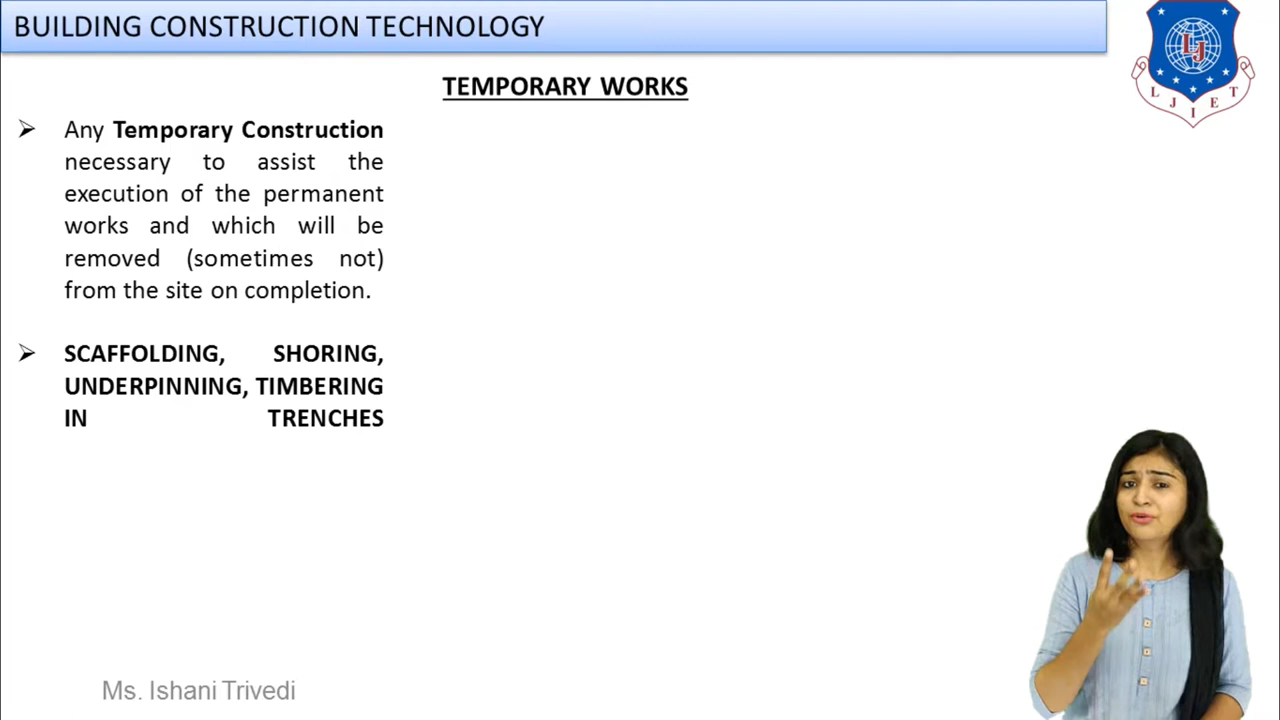 BUILDING CONSTRUCTION TECHNOLOGY
LJ
L J I E T
TEMPORARY WORKS
➢ Any Temporary Construction
necessary to assist the
execution of the permanent
works and which will be
removed (sometimes not)
from the site on completion.
➢ SCAFFOLDING, SHORING,
UNDERPINNING, TIMBERING
IN TRENCHES
Ms. Ishani Trivedi